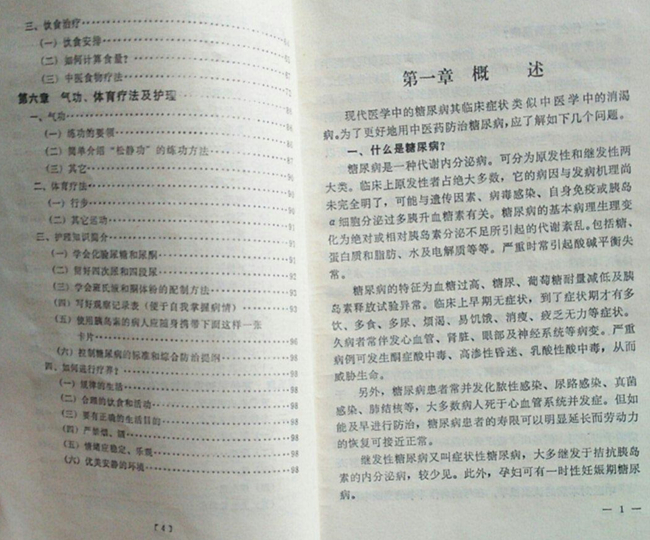 三、饮食治疗
(一)饮食安排
(二)如何计算食量?
(三)中医食物疗法
第六章 气功、体育疗法及护理
一、气功
(一)练功的要领
(二)简单介绍“松静功”的练功方法
(三)其它
二、体育疗法
(一)行步
(二)其它运动
三、护理知识简介
(一)学会化验尿糖和尿酮
(二)留好四次尿和四段尿
(三)学会班氏液和酮体粉的配制方法
(四)写好观察记录表(便于自我掌握病情)
(五)使用胰岛素的病人应随身携带下面这样一张
卡片
(六)控制糖尿病的标准和综合防治提纲
四、如何进行疗养?
(一)规律的生活 98
(二)合理的饮食和活动 98
(三)要有正确的生活目的 98
(四)严禁烟、酒 98
(五)情绪应稳定、乐观 98
(六)优美安静的环境 98
〔4〕
第一章 概 述
现代医学中的糖尿病其临床症状类似中医学中的消渴
病。为了更好地用中医药防治糖尿病,应了解如下几个问题。
一、什么是糖尿病?
糖尿病是一种代谢内分泌病。可分为原发性和继发性两
大类。临床上原发性者占绝大多数,它的病因与发病机理尚
未完全明了,可能与遗传因素、病毒感染、自身免疫或胰岛
α细胞分泌过多胰升血糖素有关。糖尿病的基本病理生理变
化为绝对或相对胰岛素分泌不足所引起的代谢紊乱。包括糖、
蛋白质和脂肪、水及电解质等等。严重时常引起酸碱平衡失
常。
糖尿病的特征为血糖过高、糖尿、葡萄糖耐量减低及胰
岛素释放试验异常。临床上早期无症状,到了症状期才有多
饮、多食、多尿、烦渴、易饥饿、消瘦、疲乏无力等症状。
久病者常伴发心血管、肾脏、眼部及神经系统等病变。严重
病例可发生酮症酸中毒、高渗性昏迷、乳酸性酸中毒,从而
威胁生命。
另外,糖尿病患者常并发化脓性感染、尿路感染、真菌
感染、肺结核等,大多数病人死于心血管系统并发症。但如
能及早进行防治,糖尿病患者的寿限可以明显延长而劳动力
的恢复可接近正常。
继发性糖尿病又叫症状性糖尿病,大多继发于拮抗胰岛
素的内分泌病,较少见。此外,孕妇可有一时性妊娠期糖尿
病。
— 1 —